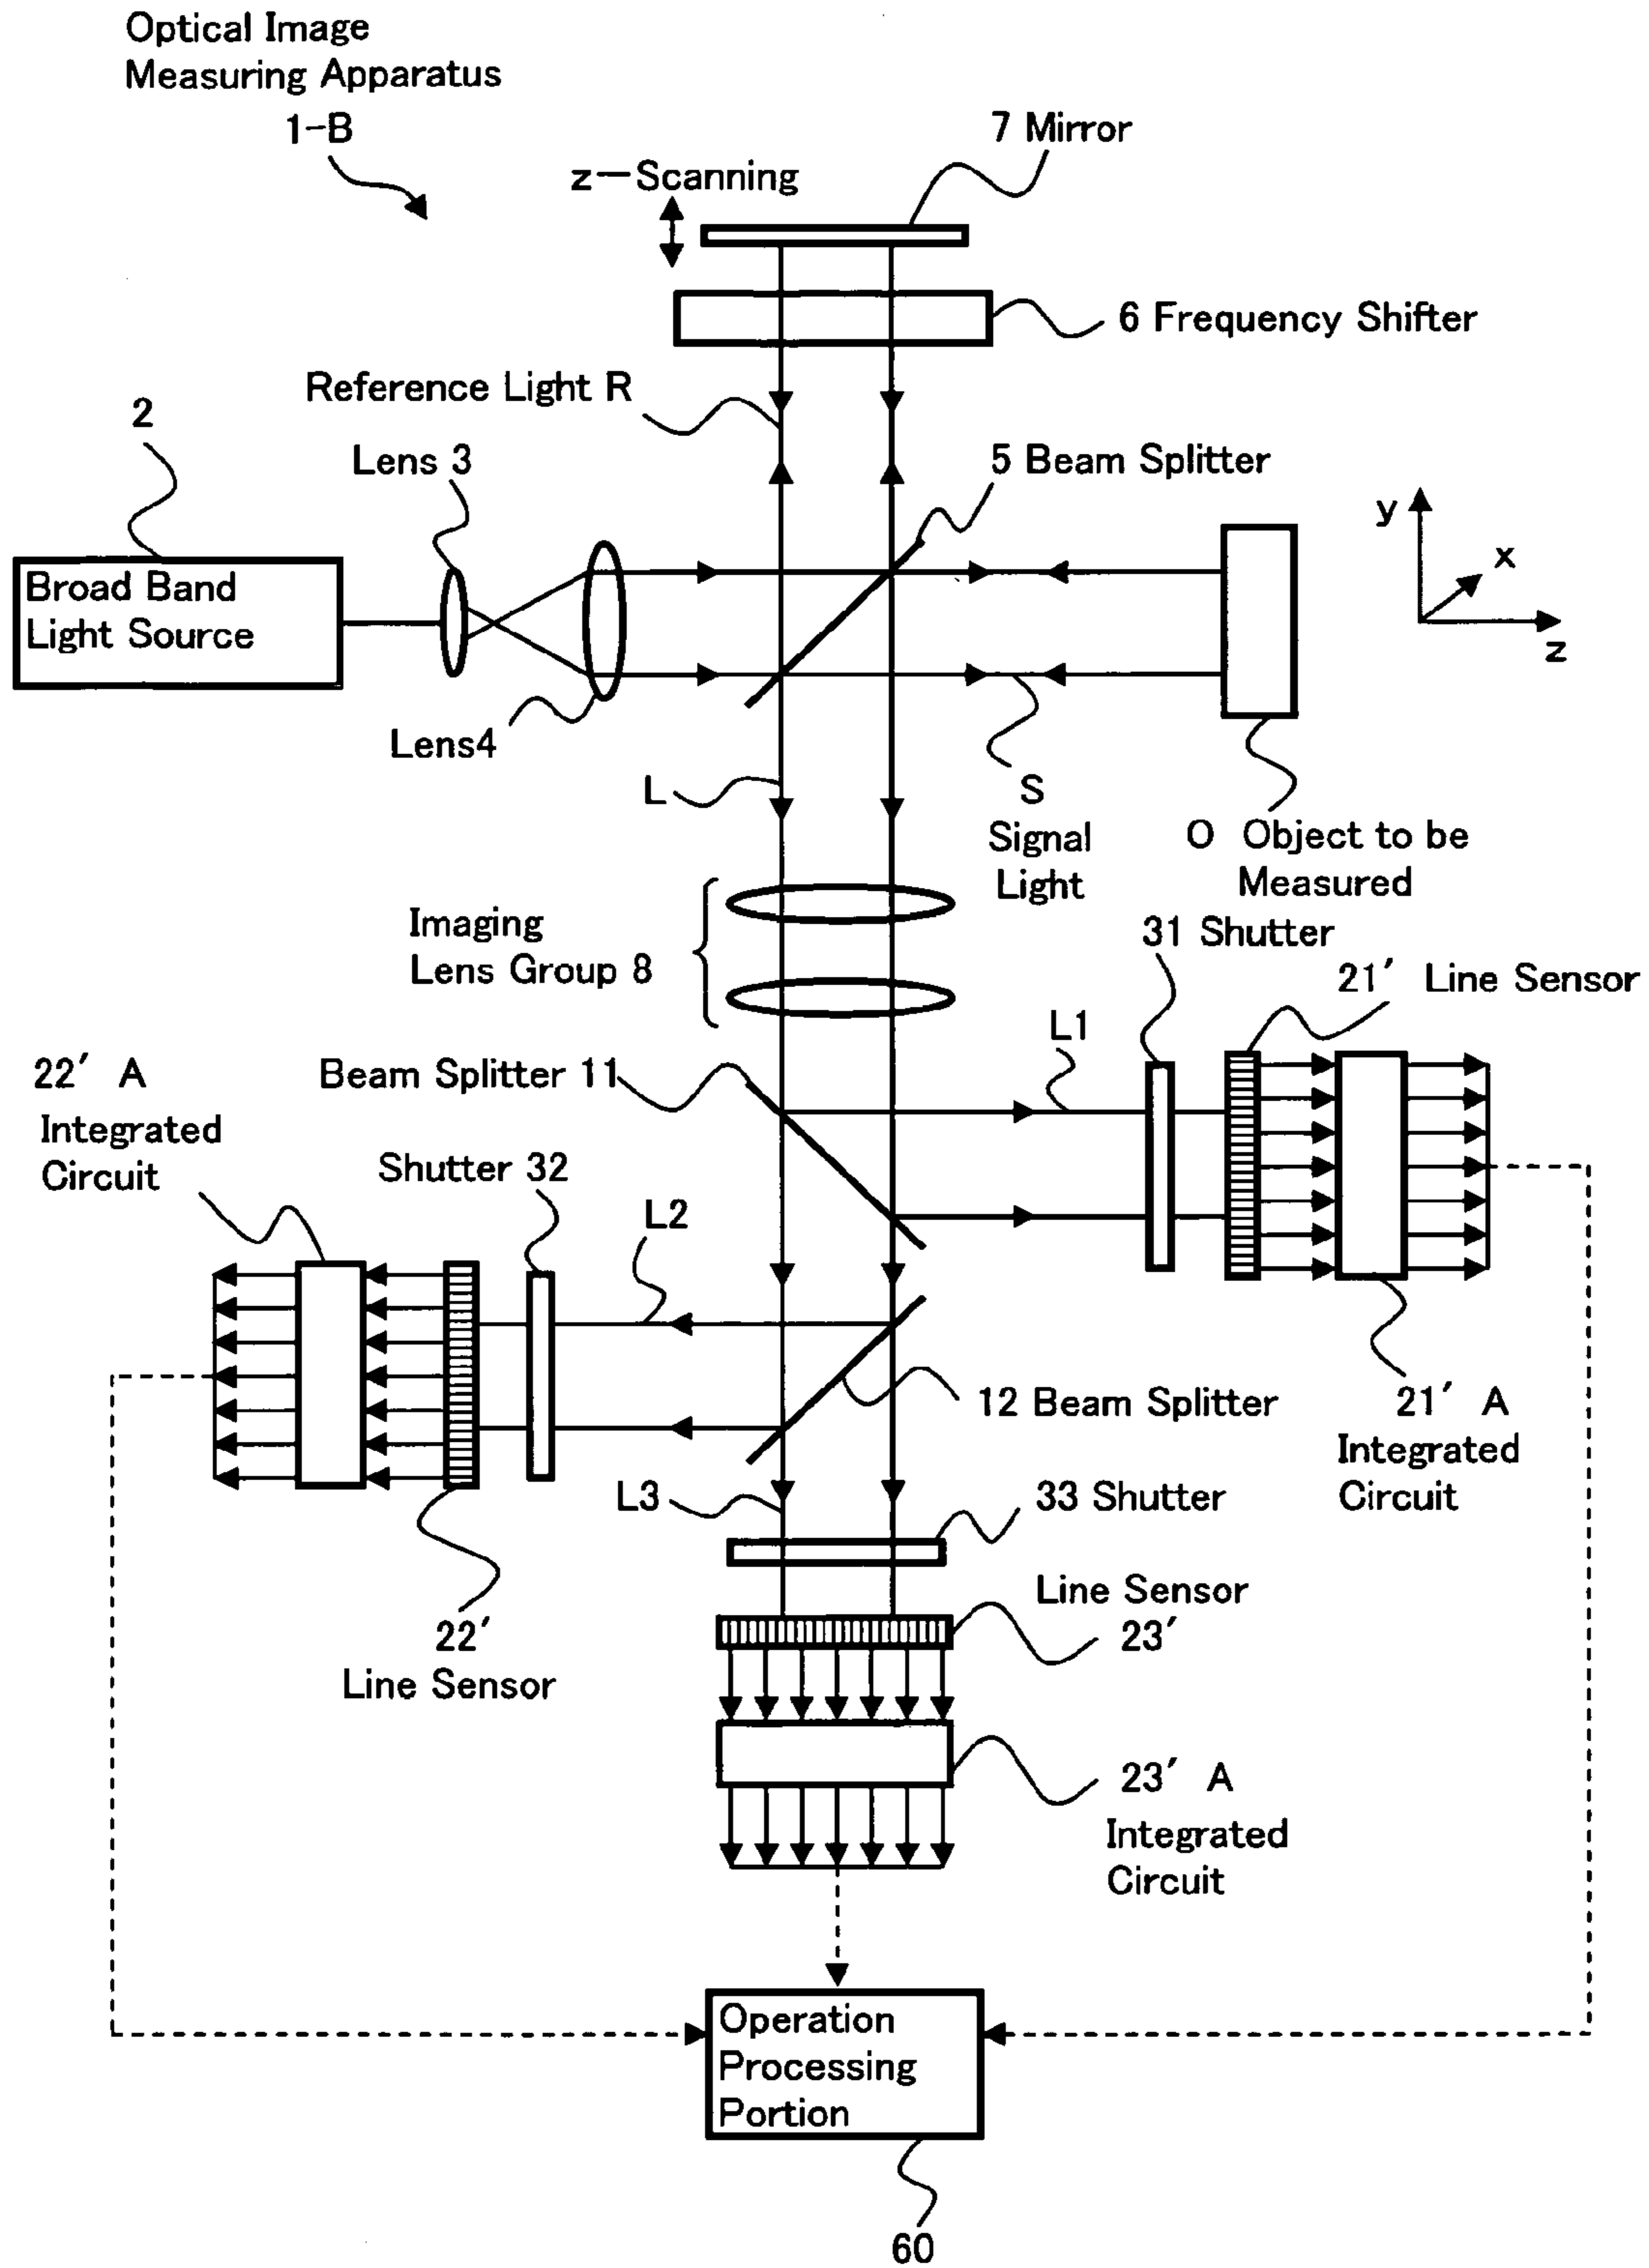 Optical Image
Measuring Apparatus
1-B
7 Mirror
z-Scanning
6 Frequency Shifter
Reference Light R
2
Lens 3
5 Beam Splitter
y
x
z
Broad Band
Light Source
Lens4
L
S
Signal
Light
O Object to be
Measured
Imaging
Lens Group 8
31 Shutter
21' Line Sensor
L1
22' A
Integrated
Circuit
Beam Splitter 11
Shutter 32
L2
12 Beam Splitter
21' A
Integrated
Circuit
L3
33 Shutter
22'
Line Sensor
Line Sensor
23'
23' A
Integrated
Circuit
Operation
Processing
Portion
60